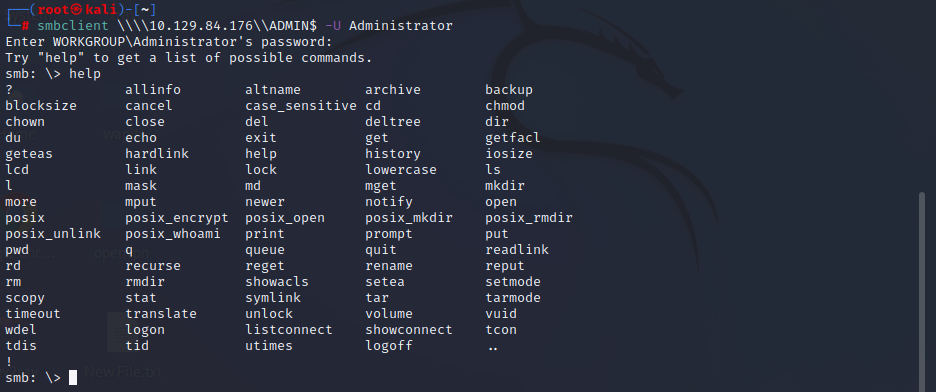 ┌──(root㉿kali)-[~]
└─# smbclient \\\\10.129.84.176\\ADMIN$ -U Administrator
Enter WORKGROUP\Administrator's password:
Try "help" to get a list of possible commands.
smb: \> help
? allinfo altname archive backup
blocksize cancel case_sensitive cd chmod
chown close del deltree dir
du echo exit get getfacl
geteas hardlink help history iosize
lcd link lock lowercase ls
l mask md mget mkdir
more mput newer notify open
posix posix_encrypt posix_open posix_mkdir posix_rmdir
posix_unlink posix_whoami print prompt put
pwd q queue quit readlink
rd recurse reget rename reput
rm rmdir showacls setea setmode
scopy stat symlink tar tarmode
timeout translate unlock volume vuid
wdel logon listconnect showconnect tcon
tdis tid utimes logoff ..
!
New File.txt
smb: \>